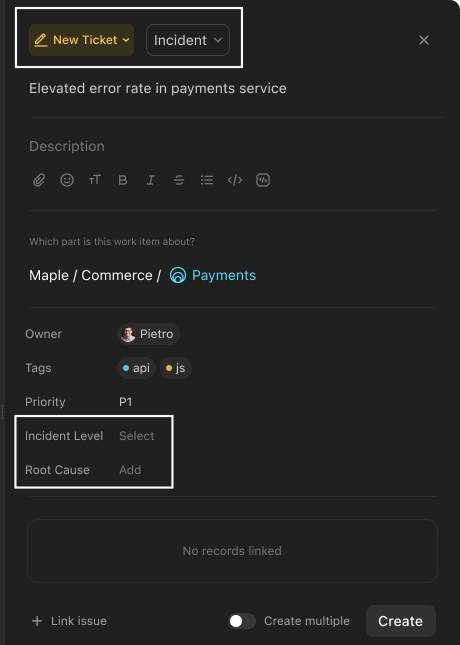 New Ticket Incident
Elevated error rate in payments service
Description
TT B I S </>
Which part is this work item about?
Maple / Commerce / Payments
Owner Pietro
Tags api js
Priority P1
Incident Level Select
Root Cause Add
No records linked
+ Link issue Create multiple Create